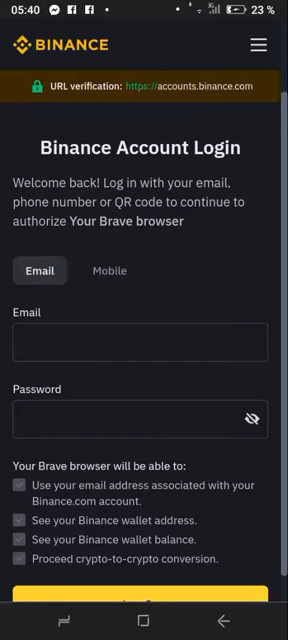 05:40
3G
23 %
BINANCE
URL verification: https://accounts.binance.com
Binance Account Login
Welcome back! Log in with your email,
phone number or QR code to continue to
authorize Your Brave browser
Email
Mobile
Email
Password
Your Brave browser will be able to:
Use your email address associated with your
Binance.com account.
See your Binance wallet address.
See your Binance wallet balance.
Proceed crypto-to-crypto conversion.